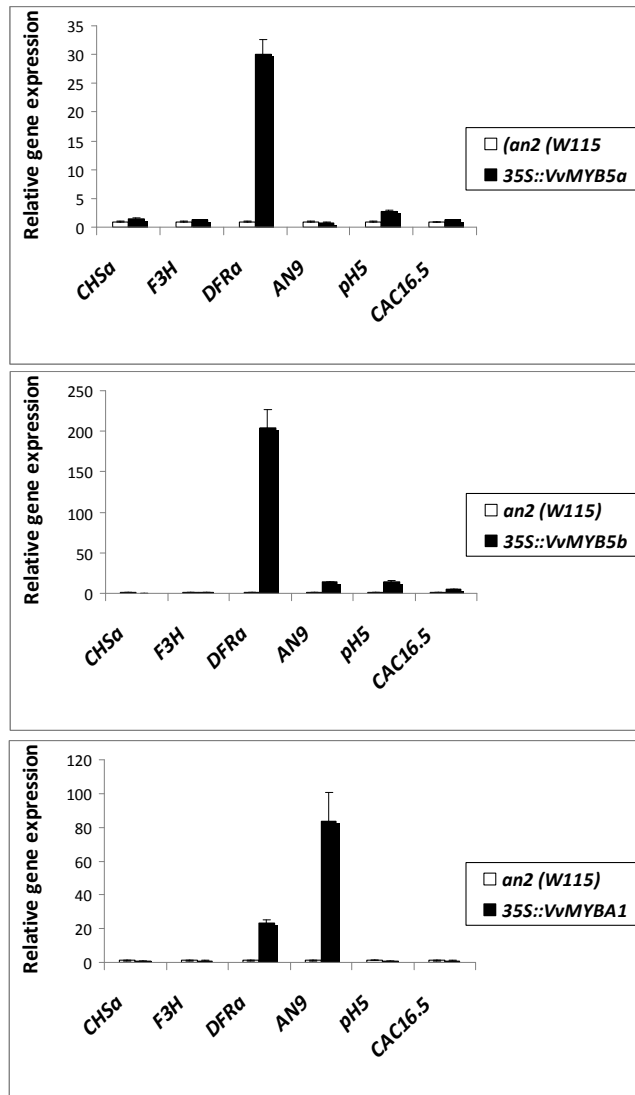 Relative gene expression
35
30
25
20
15
10
5
0
CHSa
F3H
DFRa
AN9
pH5
CAC16.5
(an2 (W115
35S::VvMYB5a
Relative gene expression
250
200
150
100
50
0
CHSa
F3H
DFRa
AN9
pH5
CAC16.5
an2 (W115)
35S::VvMYB5b
Relative gene expression
120
100
80
60
40
20
0
CHSa
F3H
DFRa
AN9
pH5
CAC16.5
an2 (W115)
35S::VvMYBA1